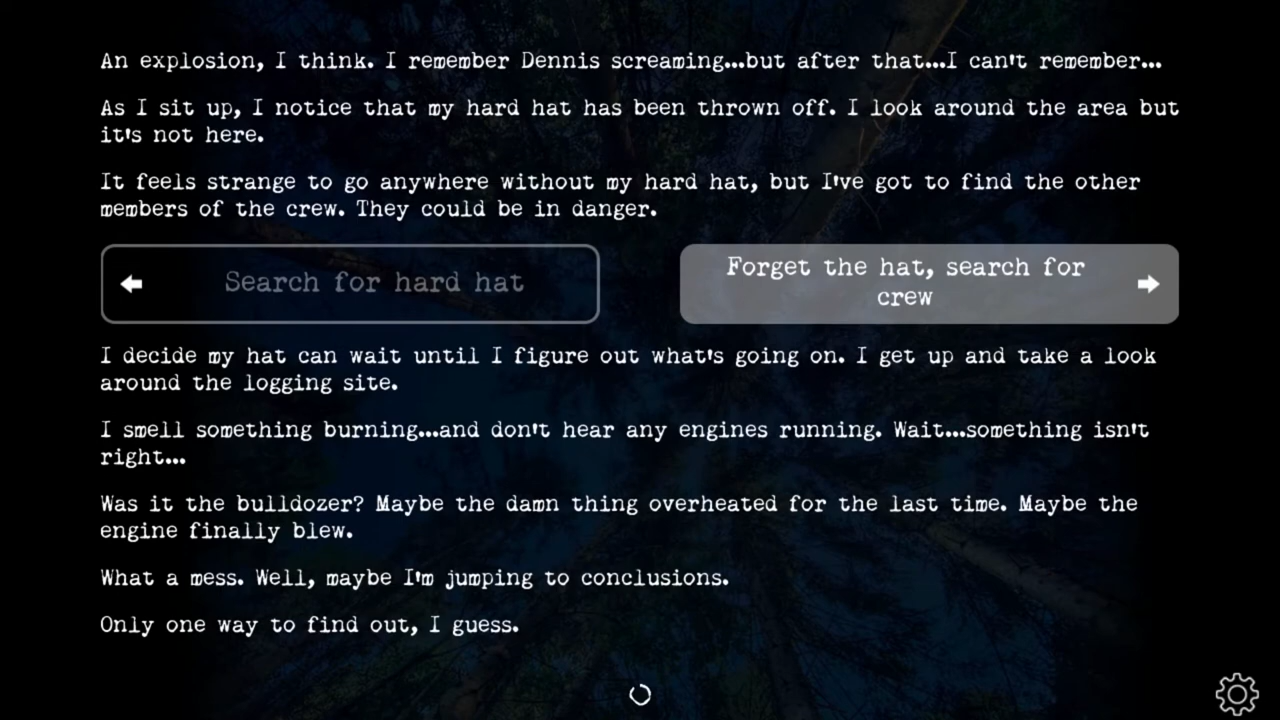 An explosion, I think. I remember Dennis screaming...but after that...I can't remember...
As I sit up, I notice that my hard hat has been thrown off. I look around the area but
it's not here.
It feels strange to go anywhere without my hard hat, but I've got to find the other
members of the crew. They could be in danger.
Search for hard hat
Forget the hat, search for
crew
I decide my hat can wait until I figure out what's going on. I get up and take a look
around the logging site.
I smell something burning...and don't hear any engines running. Wait...something isn't
right...
Was it the bulldozer? Maybe the damn thing overheated for the last time. Maybe the
engine finally blew.
What a mess. Well, maybe I'm jumping to conclusions.
Only one way to find out, I guess.